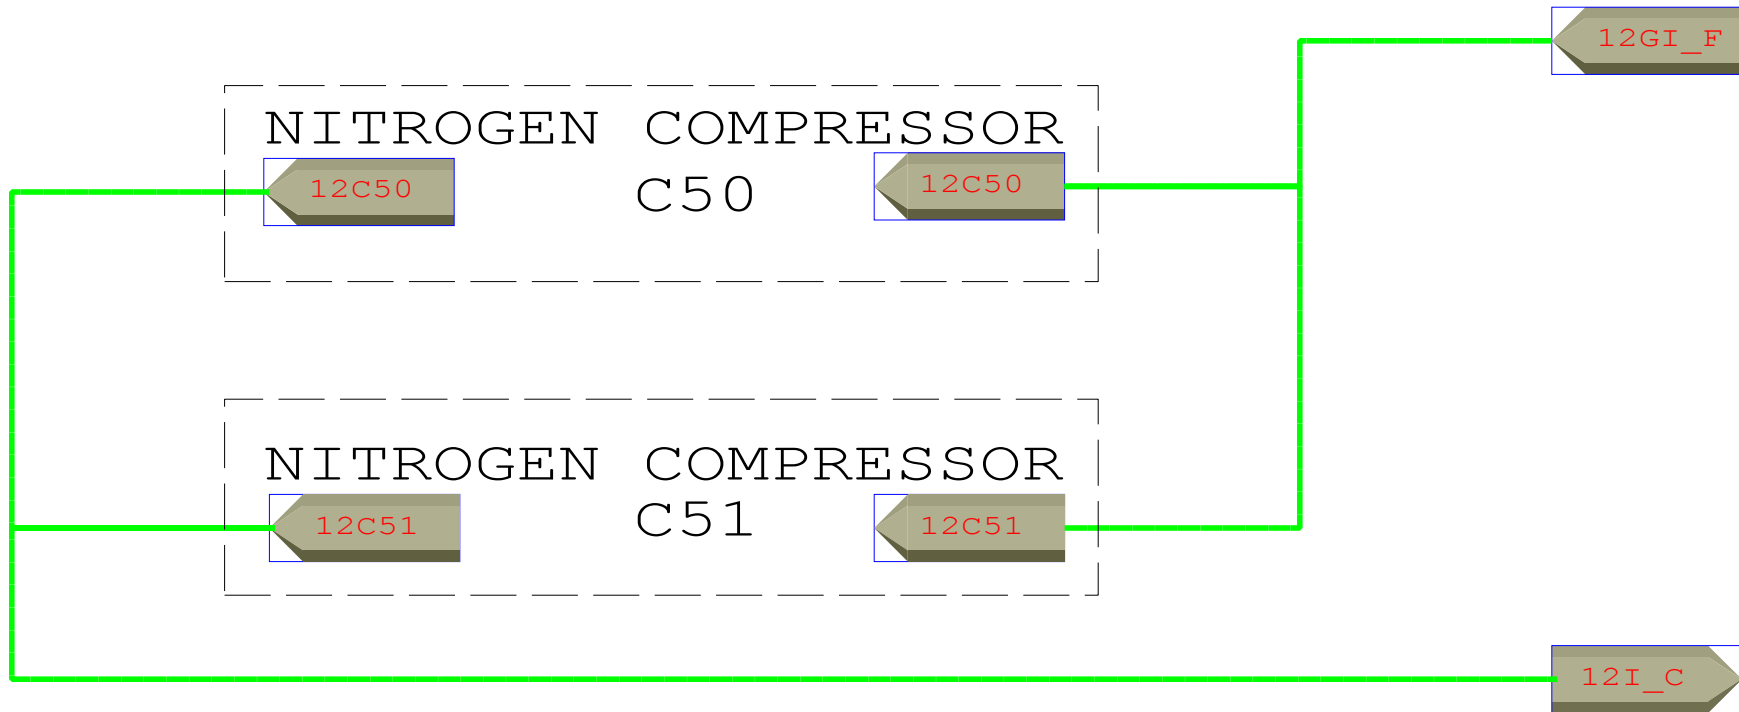 12GI_F
NITROGEN COMPRESSOR
12C50
C50
12C50
NITROGEN COMPRESSOR
12C51
C51
12C51
12I_C